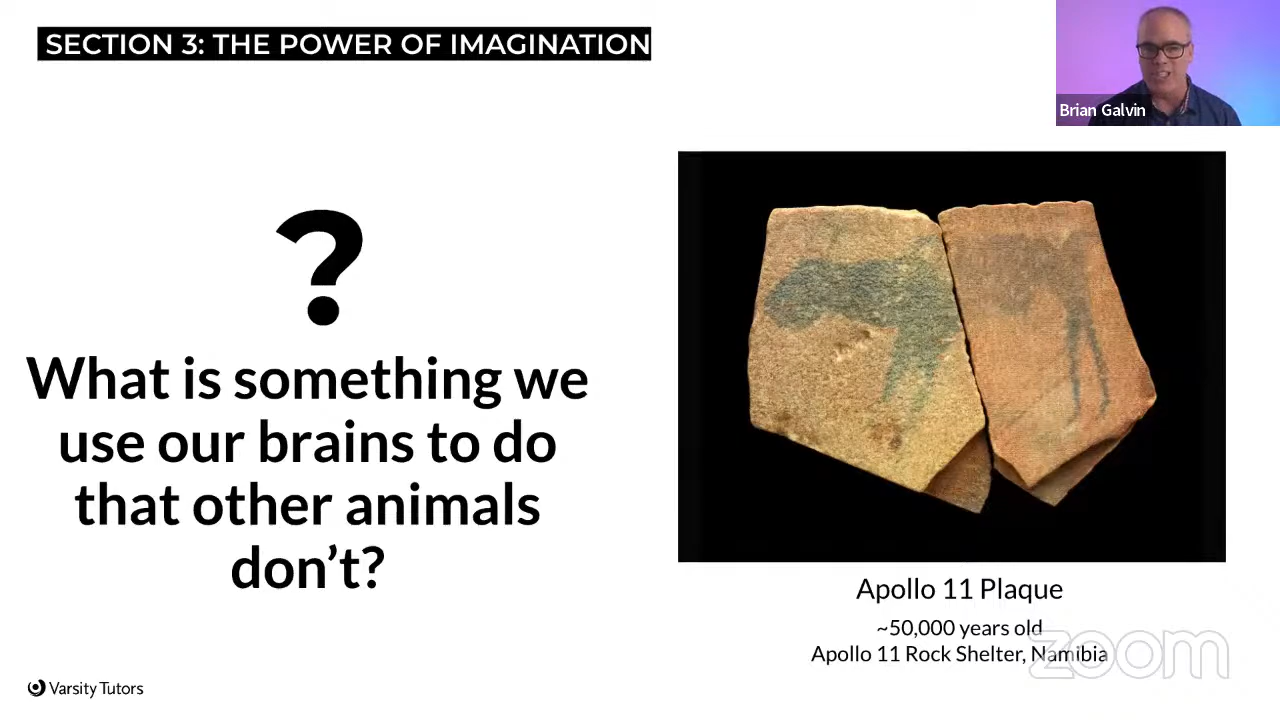 SECTION 3: THE POWER OF IMAGINATION
Brian Galvin
?
What is something we
use our brains to do
that other animals
don’t?
Apollo 11 Plaque
~50,000 years old
Apollo 11 Rock Shelter, Namibia
zoom
Varsity Tutors